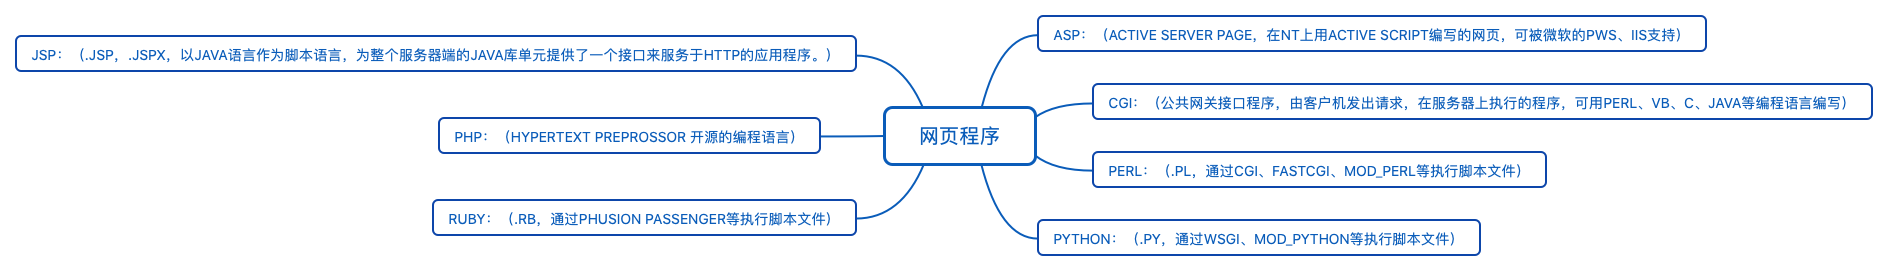 网页程序
ASP：（ACTIVE SERVER PAGE，在NT上用ACTIVE SCRIPT编写的网页，可被微软的PWS、IIS支持）
CGI：（公共网关接口程序，由客户机发出请求，在服务器上执行的程序，可用PERL、VB、C、JAVA等编程语言编写）
PERL：（.PL，通过CGI、FASTCGI、MOD_PERL等执行脚本文件）
PYTHON：（.PY，通过WSGI、MOD_PYTHON等执行脚本文件）
JSP：（.JSP，.JSPX，以JAVA语言作为脚本语言，为整个服务器端的JAVA库单元提供了一个接口来服务于HTTP的应用程序。）
PHP：（HYPERTEXT PREPROSSOR 开源的编程语言）
RUBY：（.RB，通过PHUSION PASSENGER等执行脚本文件）